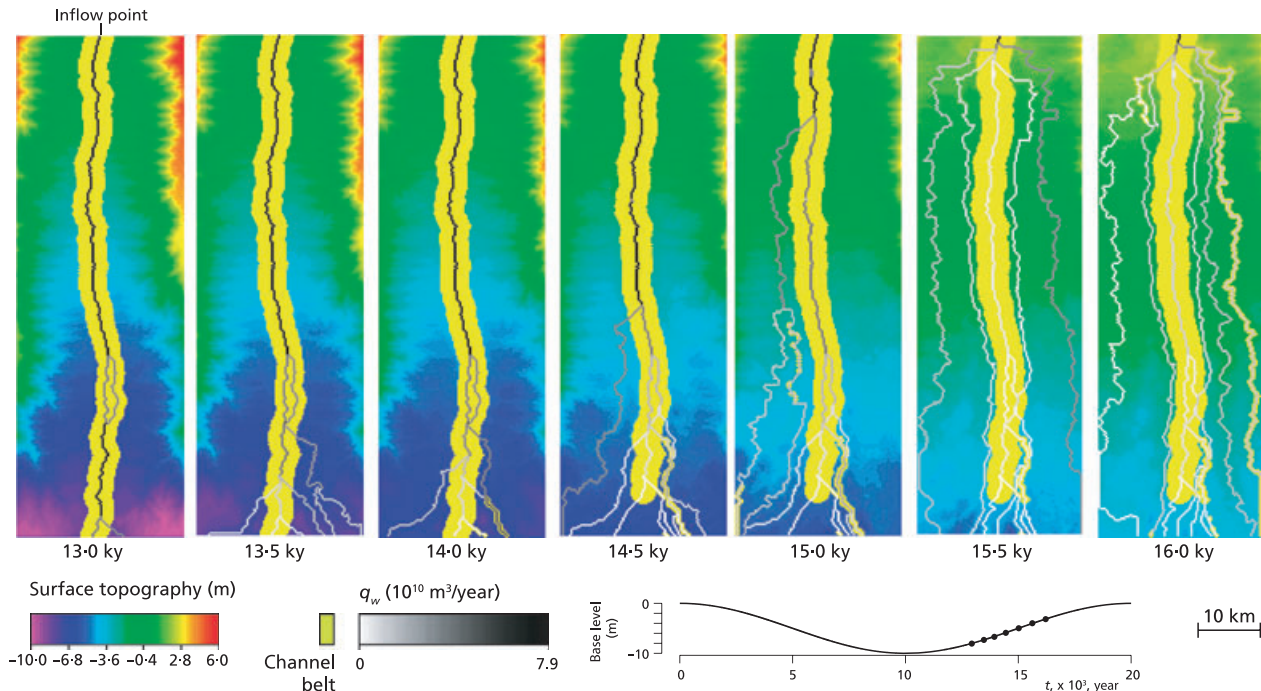 Inflow point
13·0 ky
13·5 ky
14·0 ky
14·5 ky
15·0 ky
15·5 ky
16·0 ky
Surface topography (m)
−10·0 −6·8 −3·6 −0·4 2·8 6·0
Channel
belt
q_w (10¹⁰ m³/year)
0 7.9
Base level
(m)
0
−10
0 5 10 15 20
t, x 10³, year
10 km